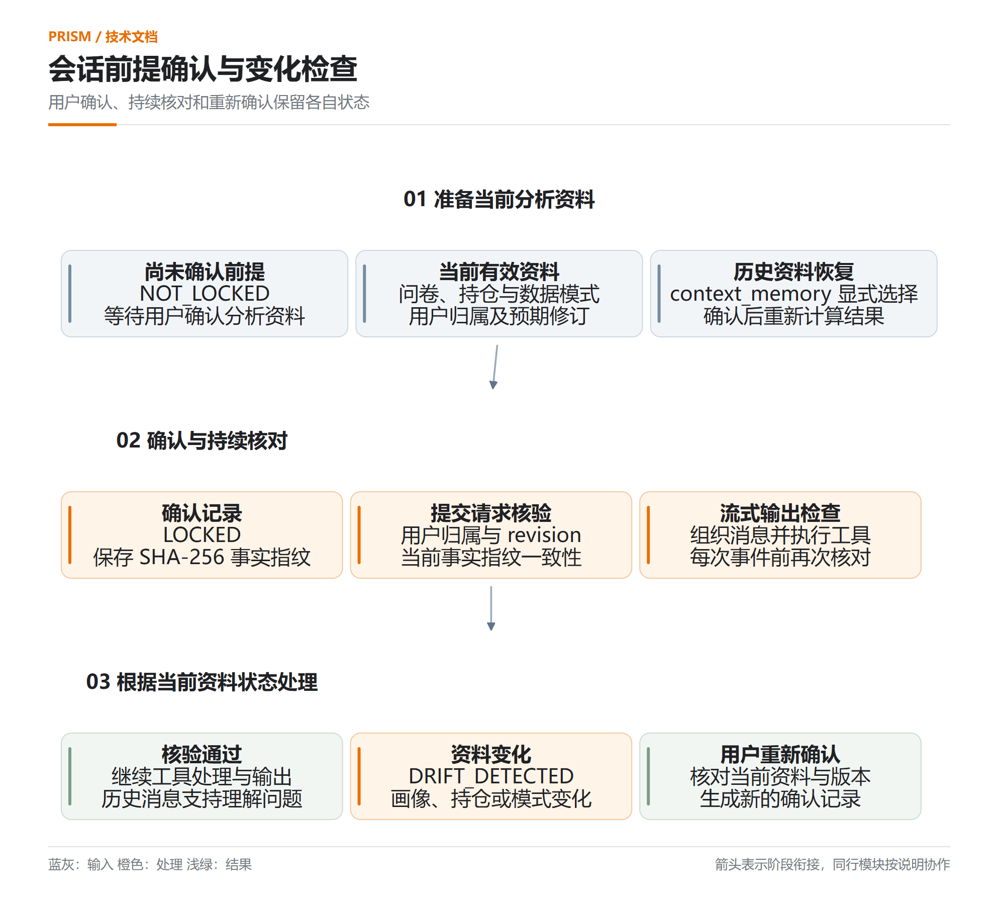 PRISM / 技术文档
会话前提确认与变化检查
用户确认、持续核对和重新确认保留各自状态
01 准备当前分析资料
尚未确认前提
NOT_LOCKED
等待用户确认分析资料
当前有效资料
问卷、持仓与数据模式
用户归属及预期修订
历史资料恢复
context_memory 显式选择
确认后重新计算结果
02 确认与持续核对
确认记录
LOCKED
保存 SHA-256 事实指纹
提交请求核验
用户归属与 revision
当前事实指纹一致性
流式输出检查
组织消息并执行工具
每次事件前再次核对
03 根据当前资料状态处理
核验通过
继续工具处理与输出
历史消息支持理解问题
资料变化
DRIFT_DETECTED
画像、持仓或模式变化
用户重新确认
核对当前资料与版本
生成新的确认记录
蓝灰：输入 橙色：处理 浅绿：结果
箭头表示阶段衔接，同行模块按说明协作